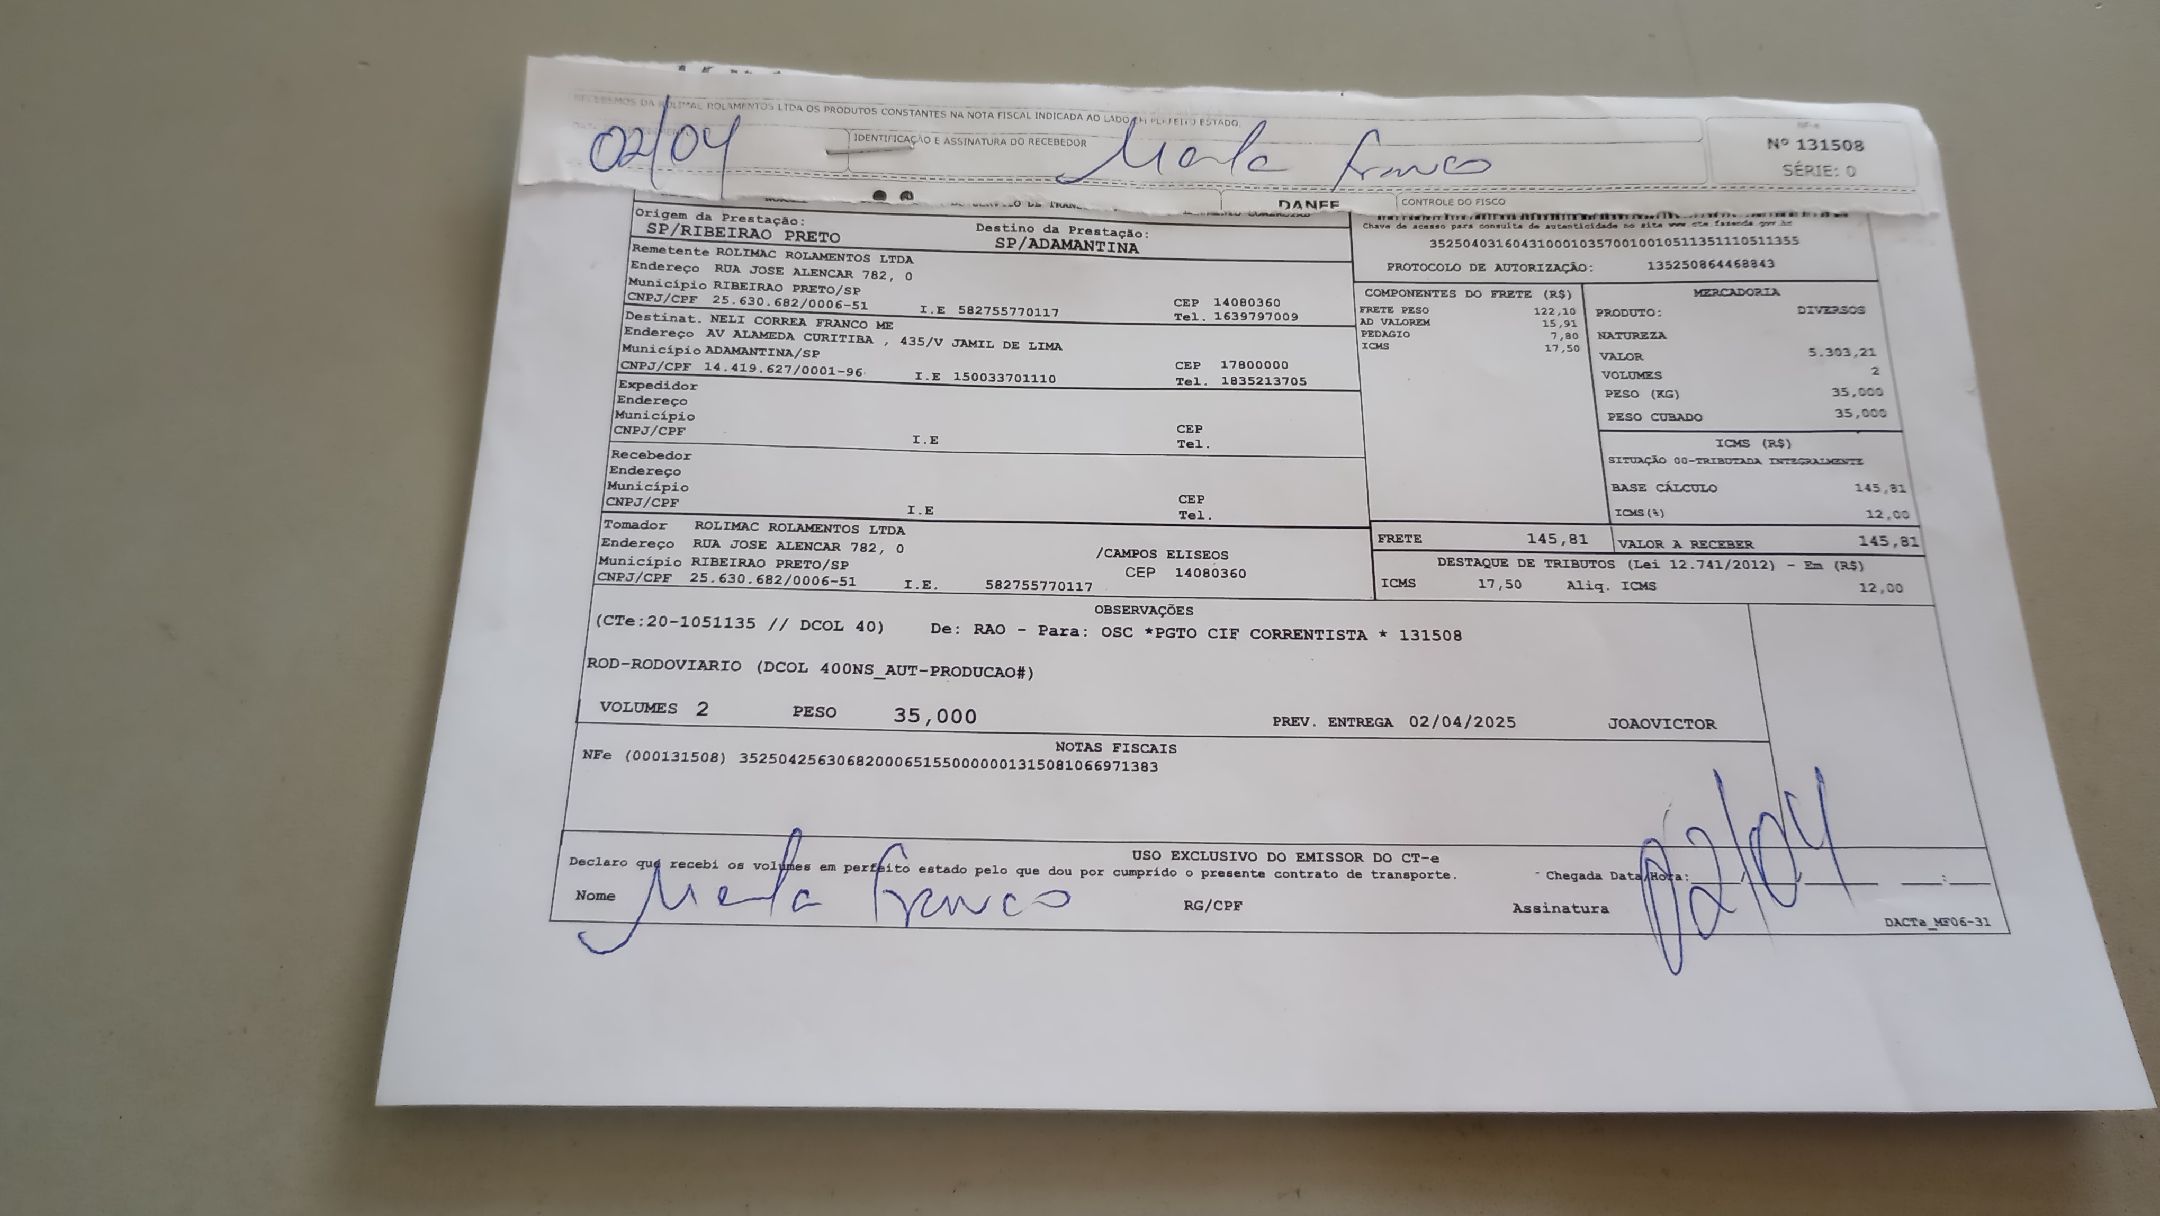 RECEBEMOS DA ROLIMAC ROLAMENTOS LTDA OS PRODUTOS CONSTANTES NA NOTA FISCAL INDICADA AO LADO EM PERFEITO ESTADO.
NF-e
Nº 131508
SÉRIE: 0
02/04
IDENTIFICAÇÃO E ASSINATURA DO RECEBEDOR
Franco
DANFE
CONTROLE DO FISCO
Origem da Prestação:
SP/RIBEIRAO PRETO
Destino da Prestação:
SP/ADAMANTINA
Chave de acesso para consulta de autenticidade no site www.cte.fazenda.gov.br
35250403160431000103570010010511351110511355
PROTOCOLO DE AUTORIZAÇÃO: 135250864468843
Remetente ROLIMAC ROLAMENTOS LTDA
Endereço RUA JOSE ALENCAR 782, 0
Município RIBEIRAO PRETO/SP CEP 14080360
CNPJ/CPF 25.630.682/0006-51 I.E 582755770117 Tel. 1639797009
Destinat. NELI CORREA FRANCO ME
Endereço AV ALAMEDA CURITIBA , 435/V JAMIL DE LIMA
Município ADAMANTINA/SP CEP 17800000
CNPJ/CPF 14.419.627/0001-96 I.E 150033701110 Tel. 1835213705
Expedidor
Endereço
Município CEP
CNPJ/CPF I.E Tel.
Recebedor
Endereço
Município CEP
CNPJ/CPF I.E Tel.
Tomador ROLIMAC ROLAMENTOS LTDA
Endereço RUA JOSE ALENCAR 782, 0 /CAMPOS ELISEOS
Município RIBEIRAO PRETO/SP CEP 14080360
CNPJ/CPF 25.630.682/0006-51 I.E. 582755770117
COMPONENTES DO FRETE (R$)
FRETE PESO 122,10
AD VALOREM 15,91
PEDAGIO 7,80
ICMS 17,50
MERCADORIA
PRODUTO: DIVERSOS
NATUREZA
VALOR 5.303,21
VOLUMES 2
PESO (KG) 35,000
PESO CUBADO 35,000
ICMS (R$)
SITUAÇÃO 00-TRIBUTADA INTEGRALMENTE
BASE CÁLCULO 145,81
ICMS(%) 12,00
FRETE 145,81 VALOR A RECEBER 145,81
DESTAQUE DE TRIBUTOS (Lei 12.741/2012) - Em (R$)
ICMS 17,50 Aliq. ICMS 12,00
OBSERVAÇÕES
(CTe:20-1051135 // DCOL 40) De: RAO - Para: OSC *PGTO CIF CORRENTISTA * 131508
ROD-RODOVIARIO (DCOL 400NS_AUT-PRODUCAO#)
VOLUMES 2 PESO 35,000 PREV. ENTREGA 02/04/2025 JOAOVICTOR
NOTAS FISCAIS
NFe (000131508) 35250425630682000651550000001315081066971383
USO EXCLUSIVO DO EMISSOR DO CT-e
Declaro que recebi os volumes em perfeito estado pelo que dou por cumprido o presente contrato de transporte.
Chegada Data/Hora:
02/04
Nome Franco RG/CPF Assinatura
DACTe_MF06-31